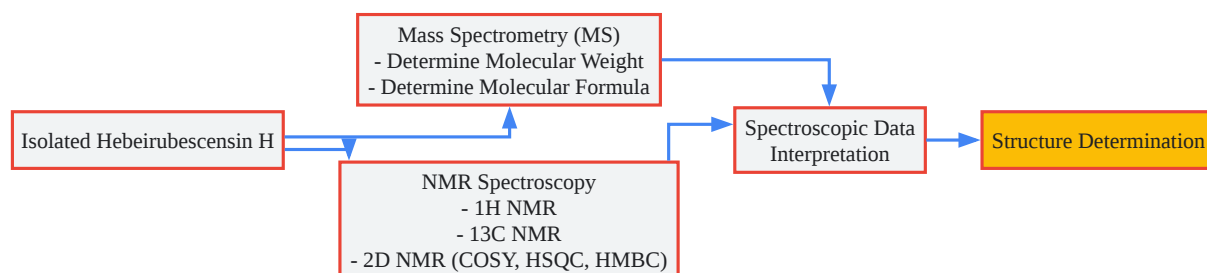 Isolated Hebeirubescensin H
Mass Spectrometry (MS)
- Determine Molecular Weight
- Determine Molecular Formula
NMR Spectroscopy
- 1H NMR
- 13C NMR
- 2D NMR (COSY, HSQC, HMBC)
Spectroscopic Data
Interpretation
Structure Determination